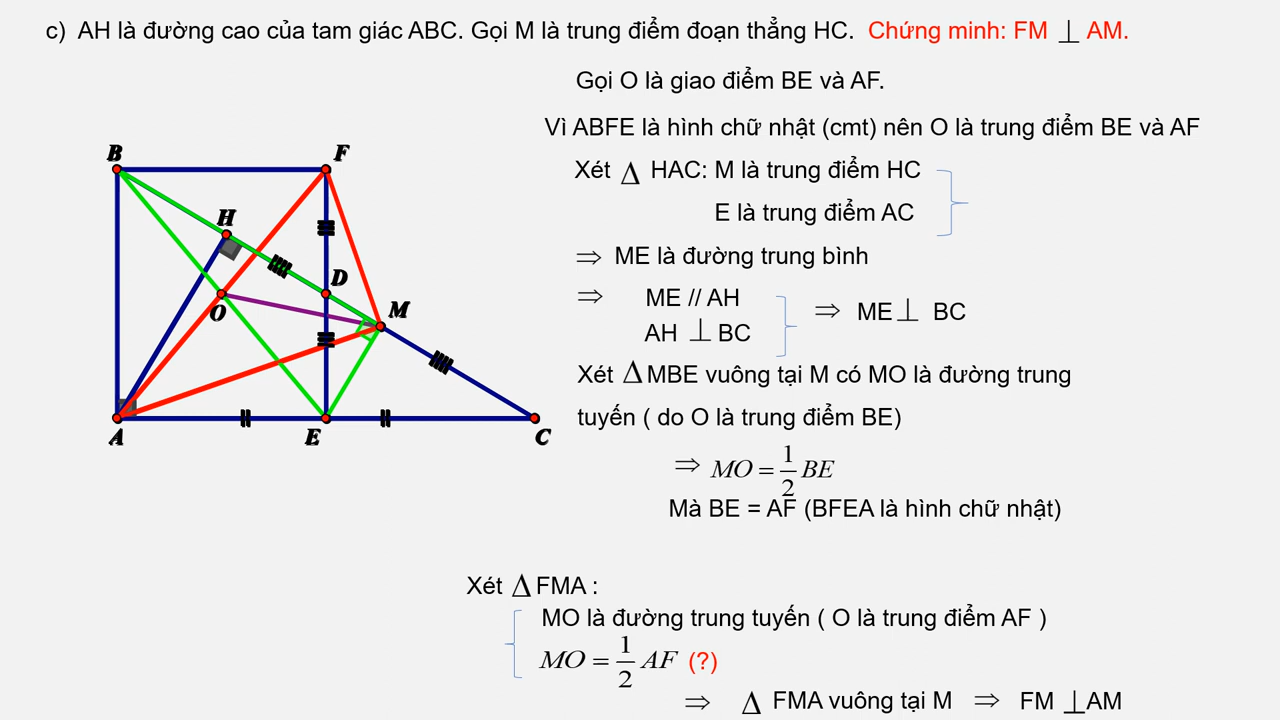 c) AH là đường cao của tam giác ABC. Gọi M là trung điểm đoạn thẳng HC. Chứng minh: FM ⊥ AM.
Gọi O là giao điểm BE và AF.
Vì ABFE là hình chữ nhật (cmt) nên O là trung điểm BE và AF
Xét Δ HAC: M là trung điểm HC
E là trung điểm AC
⇒ ME là đường trung bình
⇒ ME // AH
AH ⊥ BC
⇒ ME ⊥ BC
Xét Δ MBE vuông tại M có MO là đường trung
tuyến ( do O là trung điểm BE)
⇒ MO = 1/2 BE
Mà BE = AF (BFEA là hình chữ nhật)
Xét Δ FMA :
MO là đường trung tuyến ( O là trung điểm AF )
MO = 1/2 AF (?)
⇒ Δ FMA vuông tại M ⇒ FM ⊥ AM
B
F
H
D
O
M
A
E
C